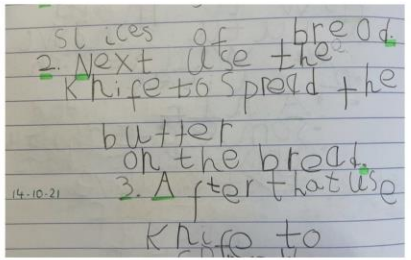 slices of bread.
2. Next use the
knife to spread the
butter
on the bread.
14.10.21 3. After that use
knife to